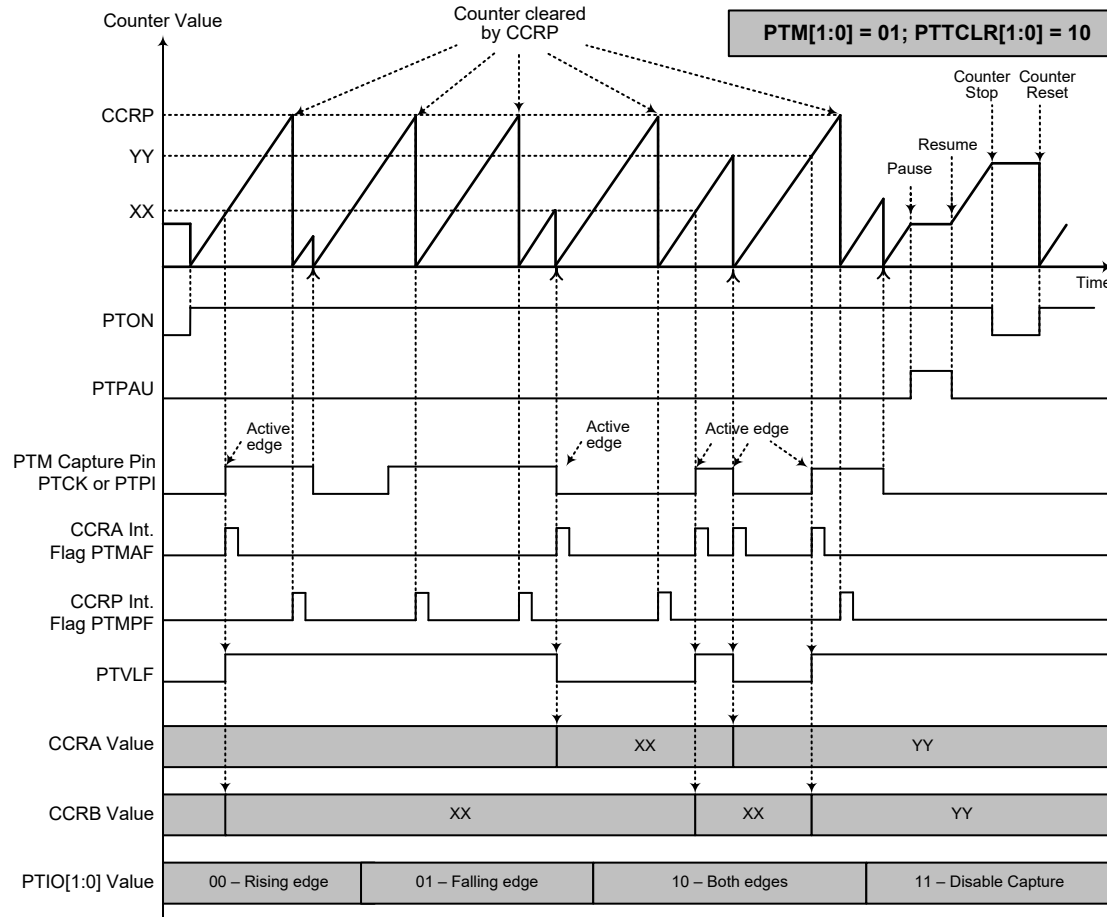 Counter Value
Counter cleared
by CCRP
PTM[1:0] = 01; PTTCLR[1:0] = 10
Counter
Stop
Counter
Reset
CCRP
YY
XX
Pause
Resume
Time
PTON
PTPAU
Active
edge
Active
edge
Active edge
PTM Capture Pin
PTCK or PTPI
CCRA Int.
Flag PTMAF
CCRP Int.
Flag PTMPF
PTVLF
CCRA Value
XX
YY
CCRB Value
XX
XX
YY
PTIO[1:0] Value
00 – Rising edge
01 – Falling edge
10 – Both edges
11 – Disable Capture